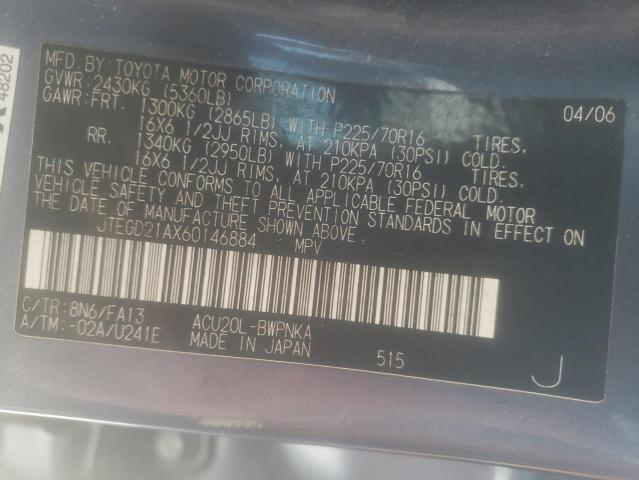 48202
MFD.BY:TOYOTA MOTOR CORPORATION 04/06
GVWR:2430KG (5360LB)
GAWR:FRT. 1300KG (2865LB) WITH P225/70R16 TIRES,
16X6 1/2JJ RIMS, AT 210KPA (30PSI) COLD.
RR. 1340KG (2950LB) WITH P225/70R16 TIRES,
16X6 1/2JJ RIMS, AT 210KPA (30PSI) COLD.
THIS VEHICLE CONFORMS TO ALL APPLICABLE FEDERAL MOTOR
VEHICLE SAFETY AND THEFT PREVENTION STANDARDS IN EFFECT ON
THE DATE OF MANUFACTURE SHOWN ABOVE.
JTEGD21AX60146884 MPV
C/TR:8N6/FA13 ACU20L-BWPNKA
A/TM:-02A/U241E MADE IN JAPAN 515 J